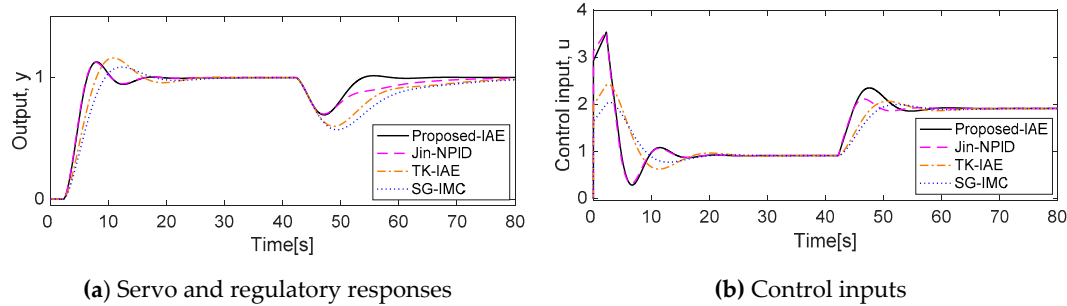 Output, y
1
0
0 10 20 30 40 50 60 70 80
Time[s]
Proposed-IAE
Jin-NPID
TK-IAE
SG-IMC
(a) Servo and regulatory responses
Control input, u
4
3
2
1
0
0 10 20 30 40 50 60 70 80
Time[s]
Proposed-IAE
Jin-NPID
TK-IAE
SG-IMC
(b) Control inputs